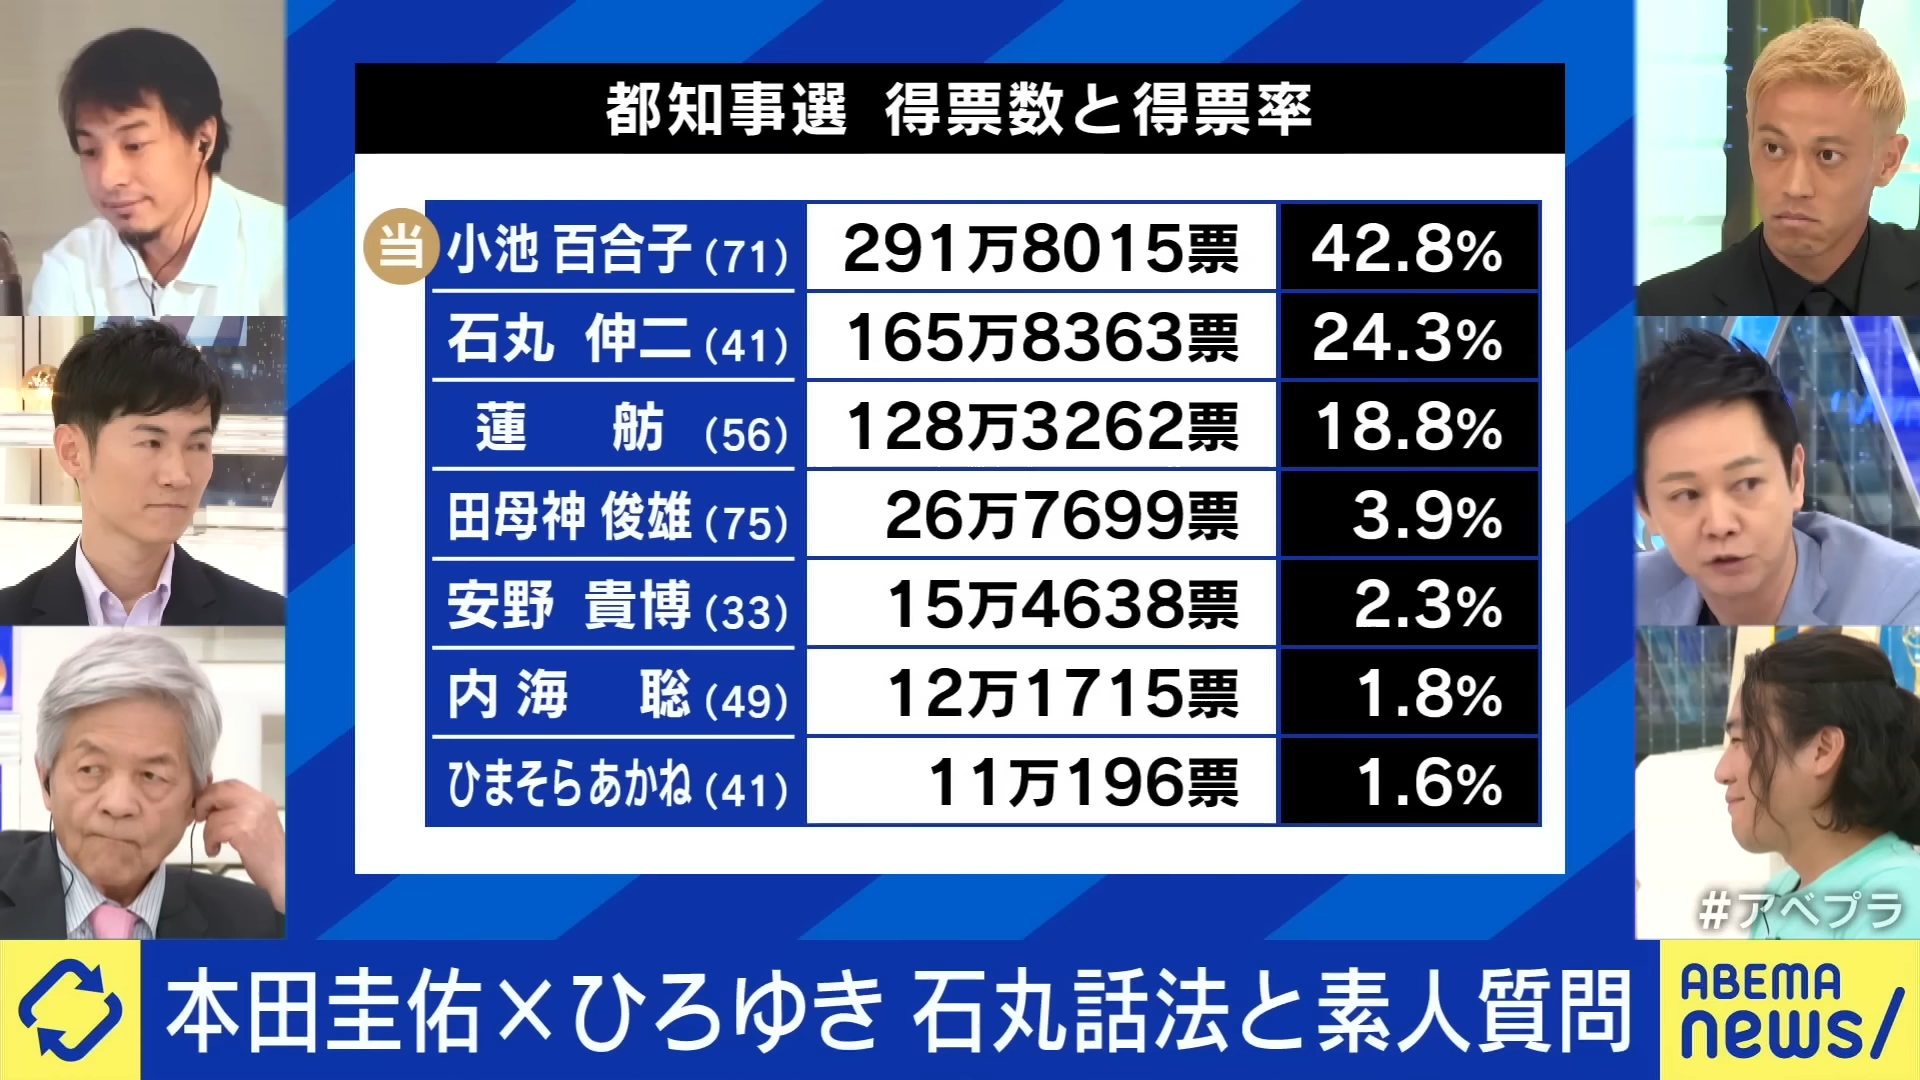 都知事選 得票数と得票率
当 小池 百合子(71) 291万8015票 42.8%
石丸 伸二(41) 165万8363票 24.3%
蓮 舫 (56) 128万3262票 18.8%
田母神 俊雄(75) 26万7699票 3.9%
安野 貴博(33) 15万4638票 2.3%
内海 聡(49) 12万1715票 1.8%
ひまそらあかね(41) 11万196票 1.6%
#アベプラ
本田圭佑×ひろゆき 石丸話法と素人質問
ABEMA
news/